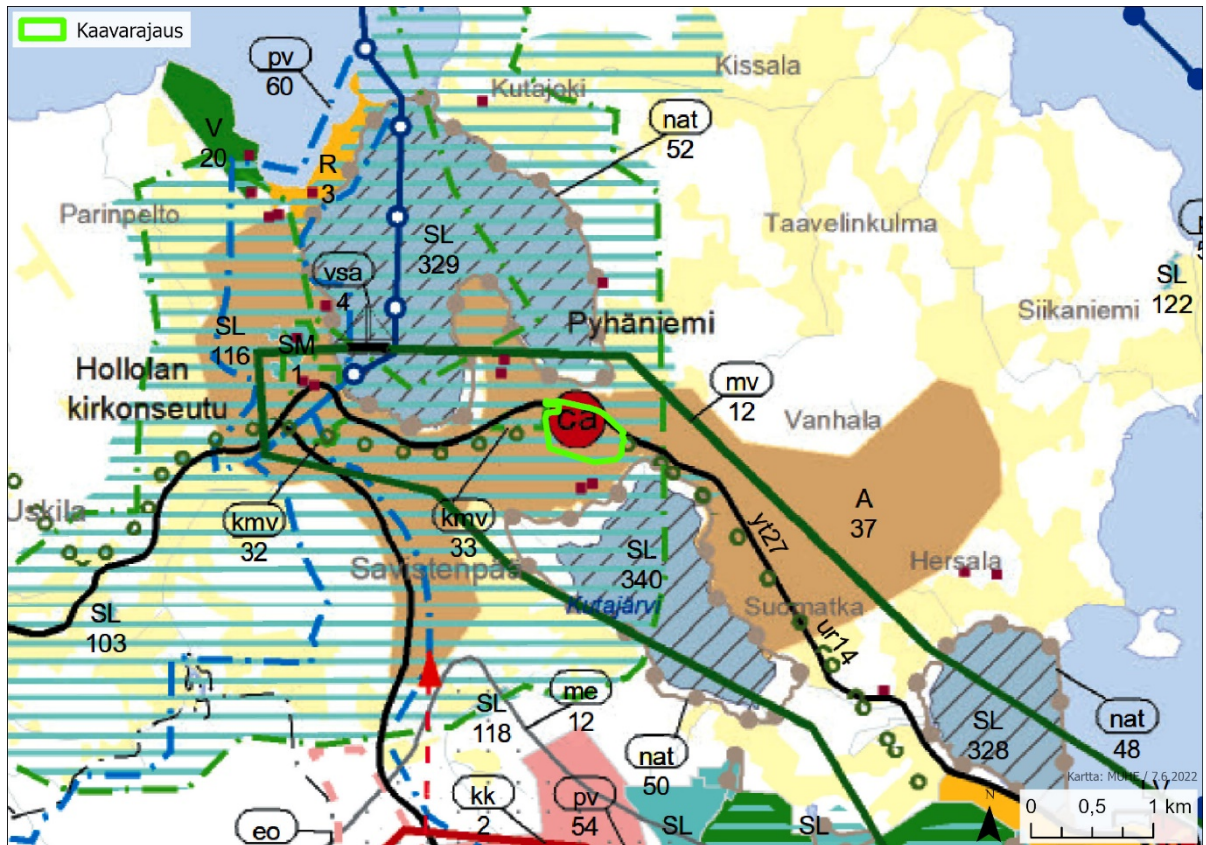 Kaavarajaus
pv
60
Kissala
Kutajoki
nat
52
V
20
R
3
Parinpelto
Taavelinkulma
SL
329
vsa
4
SL
122
Siikaniemi
Pyhäniemi
SL
116
SM
1
Hollolan
kirkonseutu
mv
12
ca
Vanhala
A
37
kmv
32
kmv
33
yt27
Uskila
Savistenpää
SL
340
Kutajärvi
Hersala
Suomatka
ur14
SL
103
me
12
SL
118
nat
50
SL
328
nat
48
kk
2
pv
54
eo
SL
SL
Kartta: MUHE / 7.6.2022
N
0 0,5 1 km